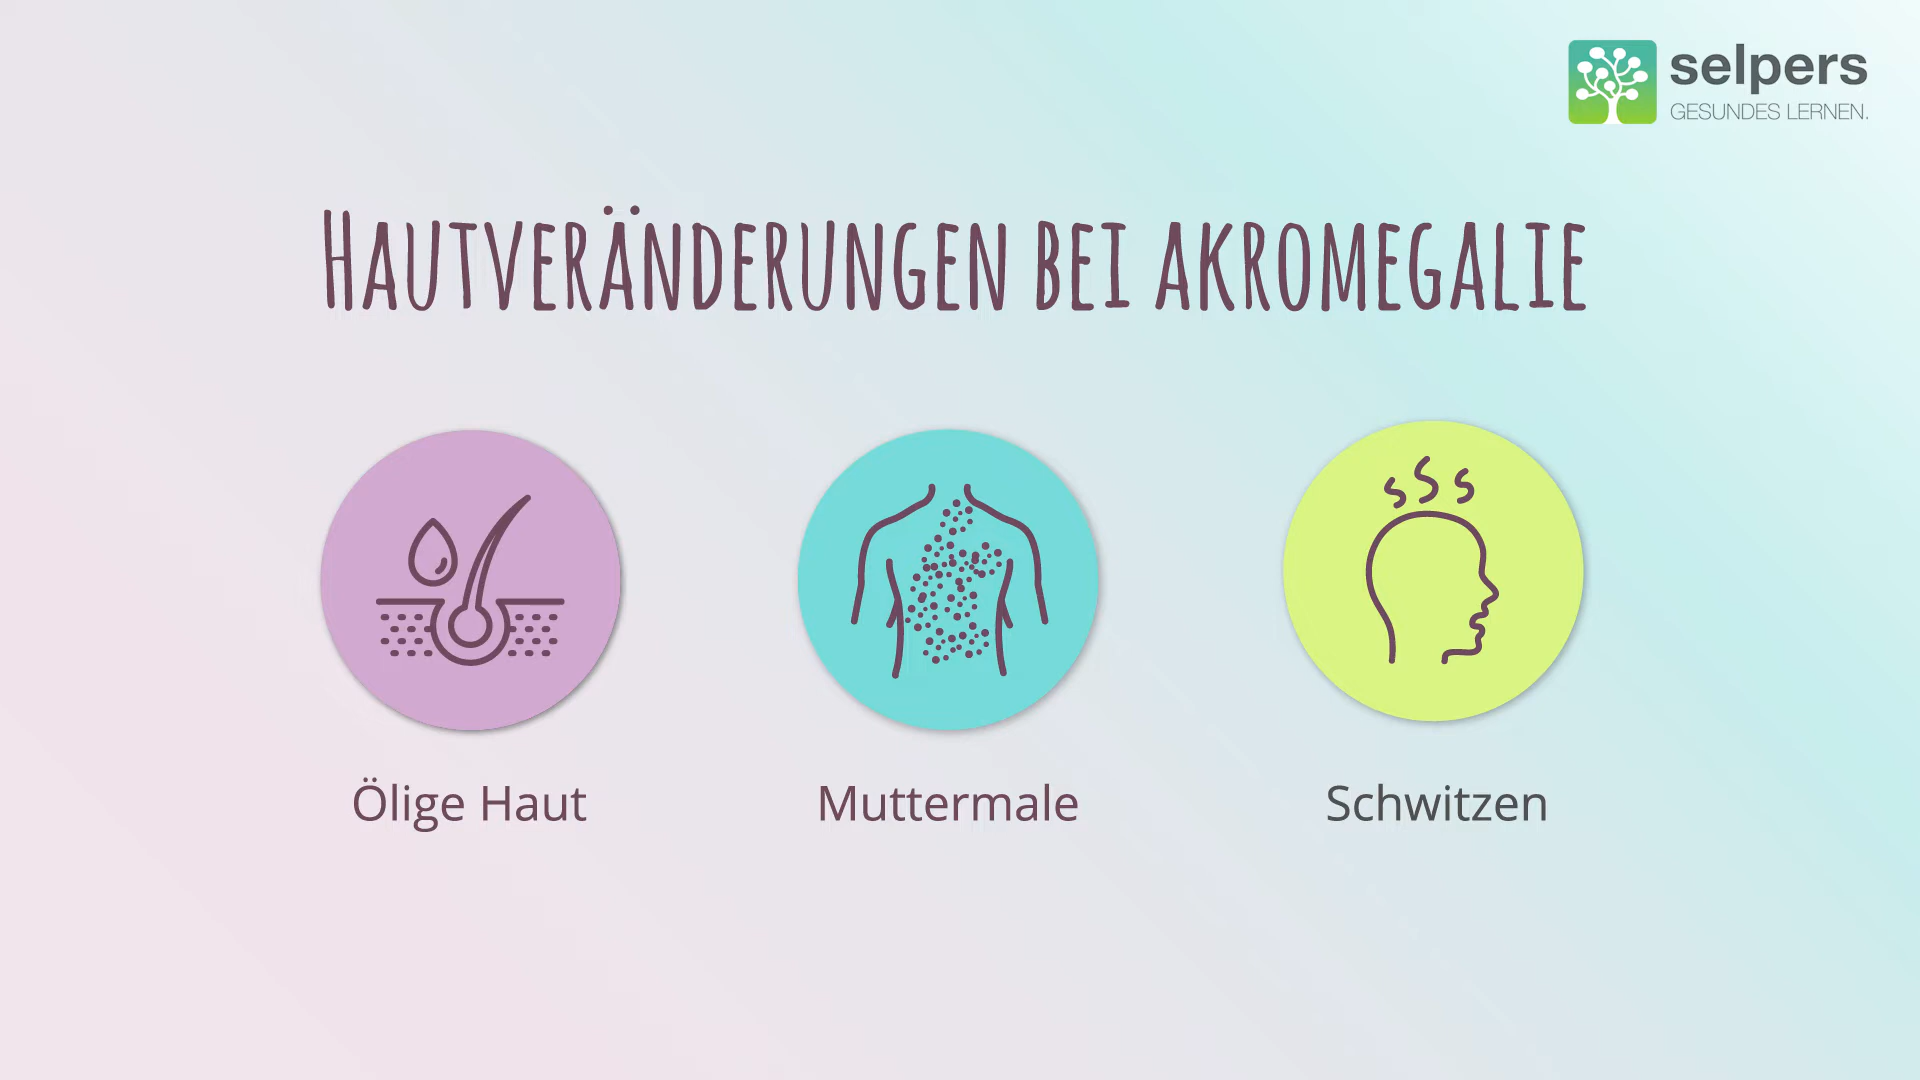 selpers
GESUNDES LERNEN.
HAUTVERÄNDERUNGEN BEI AKROMEGALIE
Ölige Haut
Muttermale
Schwitzen